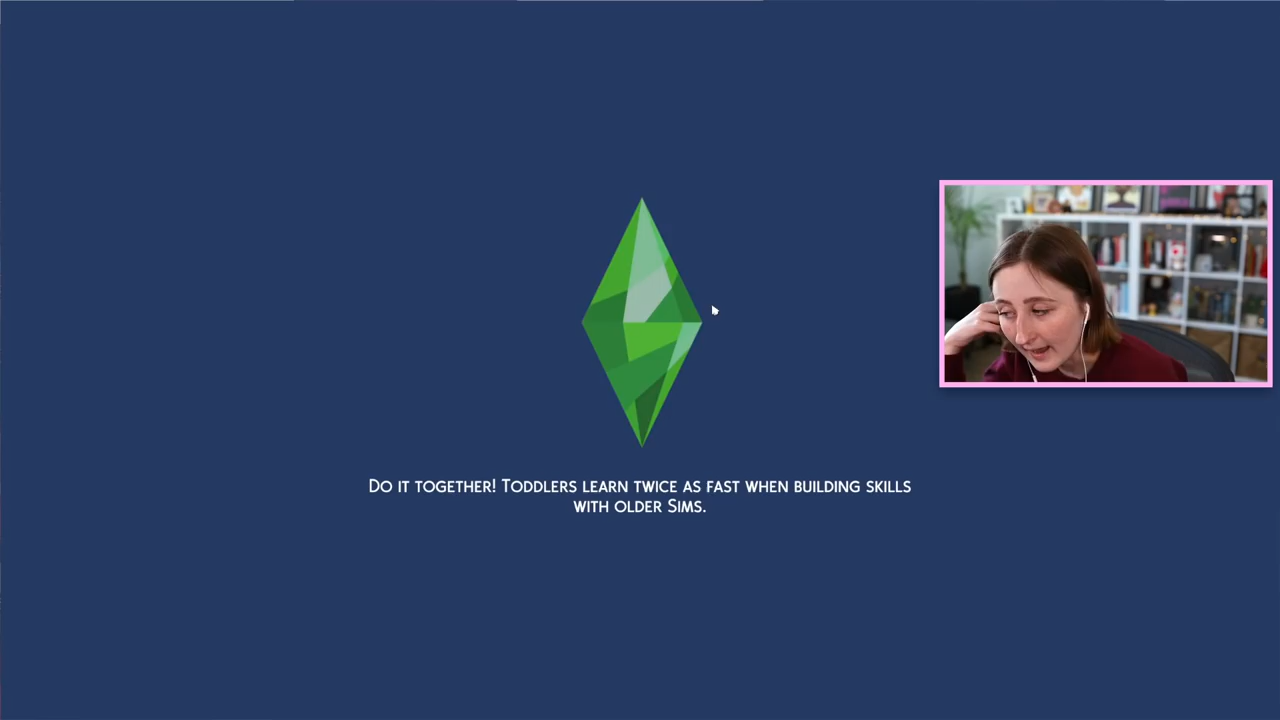 Do it together! Toddlers learn twice as fast when building skills
with older Sims.